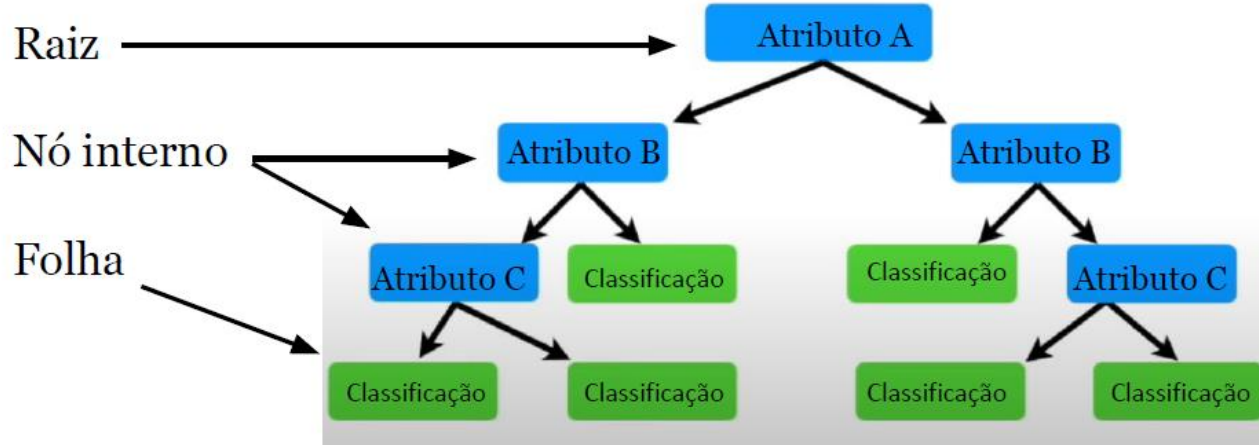 Raiz
Atributo A
Nó interno
Atributo B
Atributo B
Folha
Atributo C
Classificação
Classificação
Atributo C
Classificação
Classificação
Classificação
Classificação